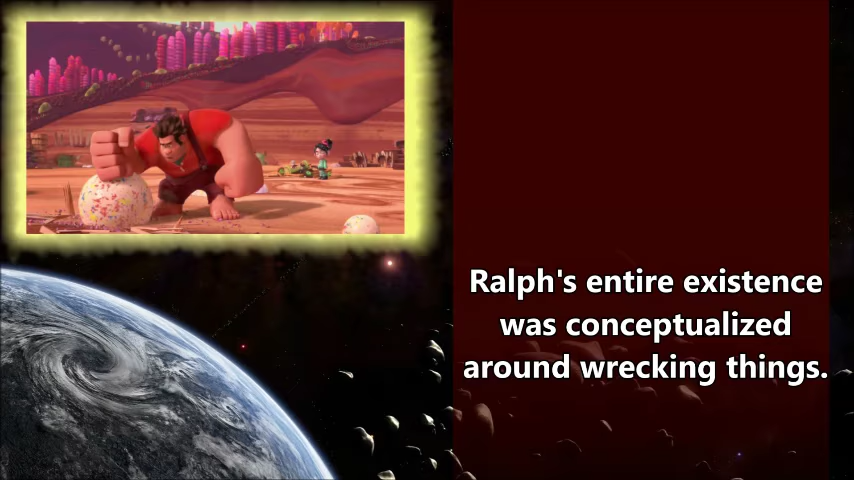 Ralph's entire existence
was conceptualized
around wrecking things.